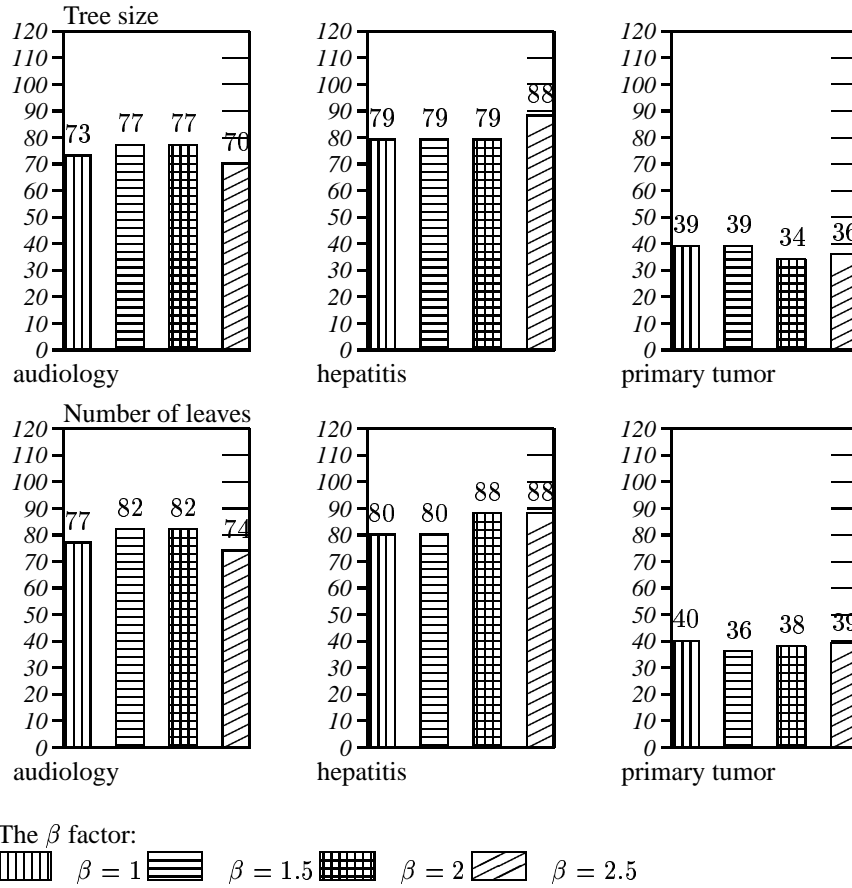 Tree size
120 120 120
110 110 110
100 100 100
90 90 90
80 80 80
70 70 70
60 60 60
50 50 50
40 40 40
30 30 30
20 20 20
10 10 10
0 0 0
73 77 77 70
79 79 79 88
39 39 34 36
audiology hepatitis primary tumor
Number of leaves
120 120 120
110 110 110
100 100 100
90 90 90
80 80 80
70 70 70
60 60 60
50 50 50
40 40 40
30 30 30
20 20 20
10 10 10
0 0 0
77 82 82 74
80 80 88 88
40 36 38 39
audiology hepatitis primary tumor
The β factor:
β = 1 β = 1.5 β = 2 β = 2.5